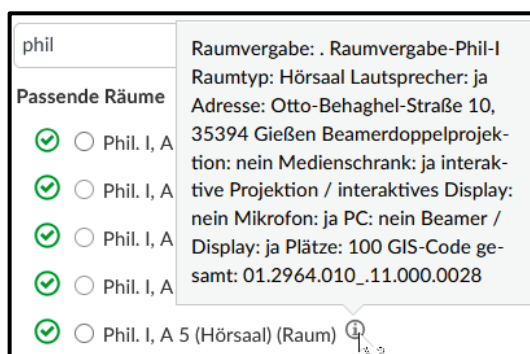 phil
Raumvergabe: . Raumvergabe-Phil-I
Raumtyp: Hörsaal Lautsprecher: ja
Adresse: Otto-Behaghel-Straße 10,
35394 Gießen Beamerdoppelprojek-
tion: nein Medienschrank: ja interak-
tive Projektion / interaktives Display:
nein Mikrofon: ja PC: nein Beamer /
Display: ja Plätze: 100 GIS-Code ge-
samt: 01.2964.010_.11.000.0028
Passende Räume
Phil. I, A
Phil. I, A
Phil. I, A
Phil. I, A
Phil. I, A 5 (Hörsaal) (Raum)